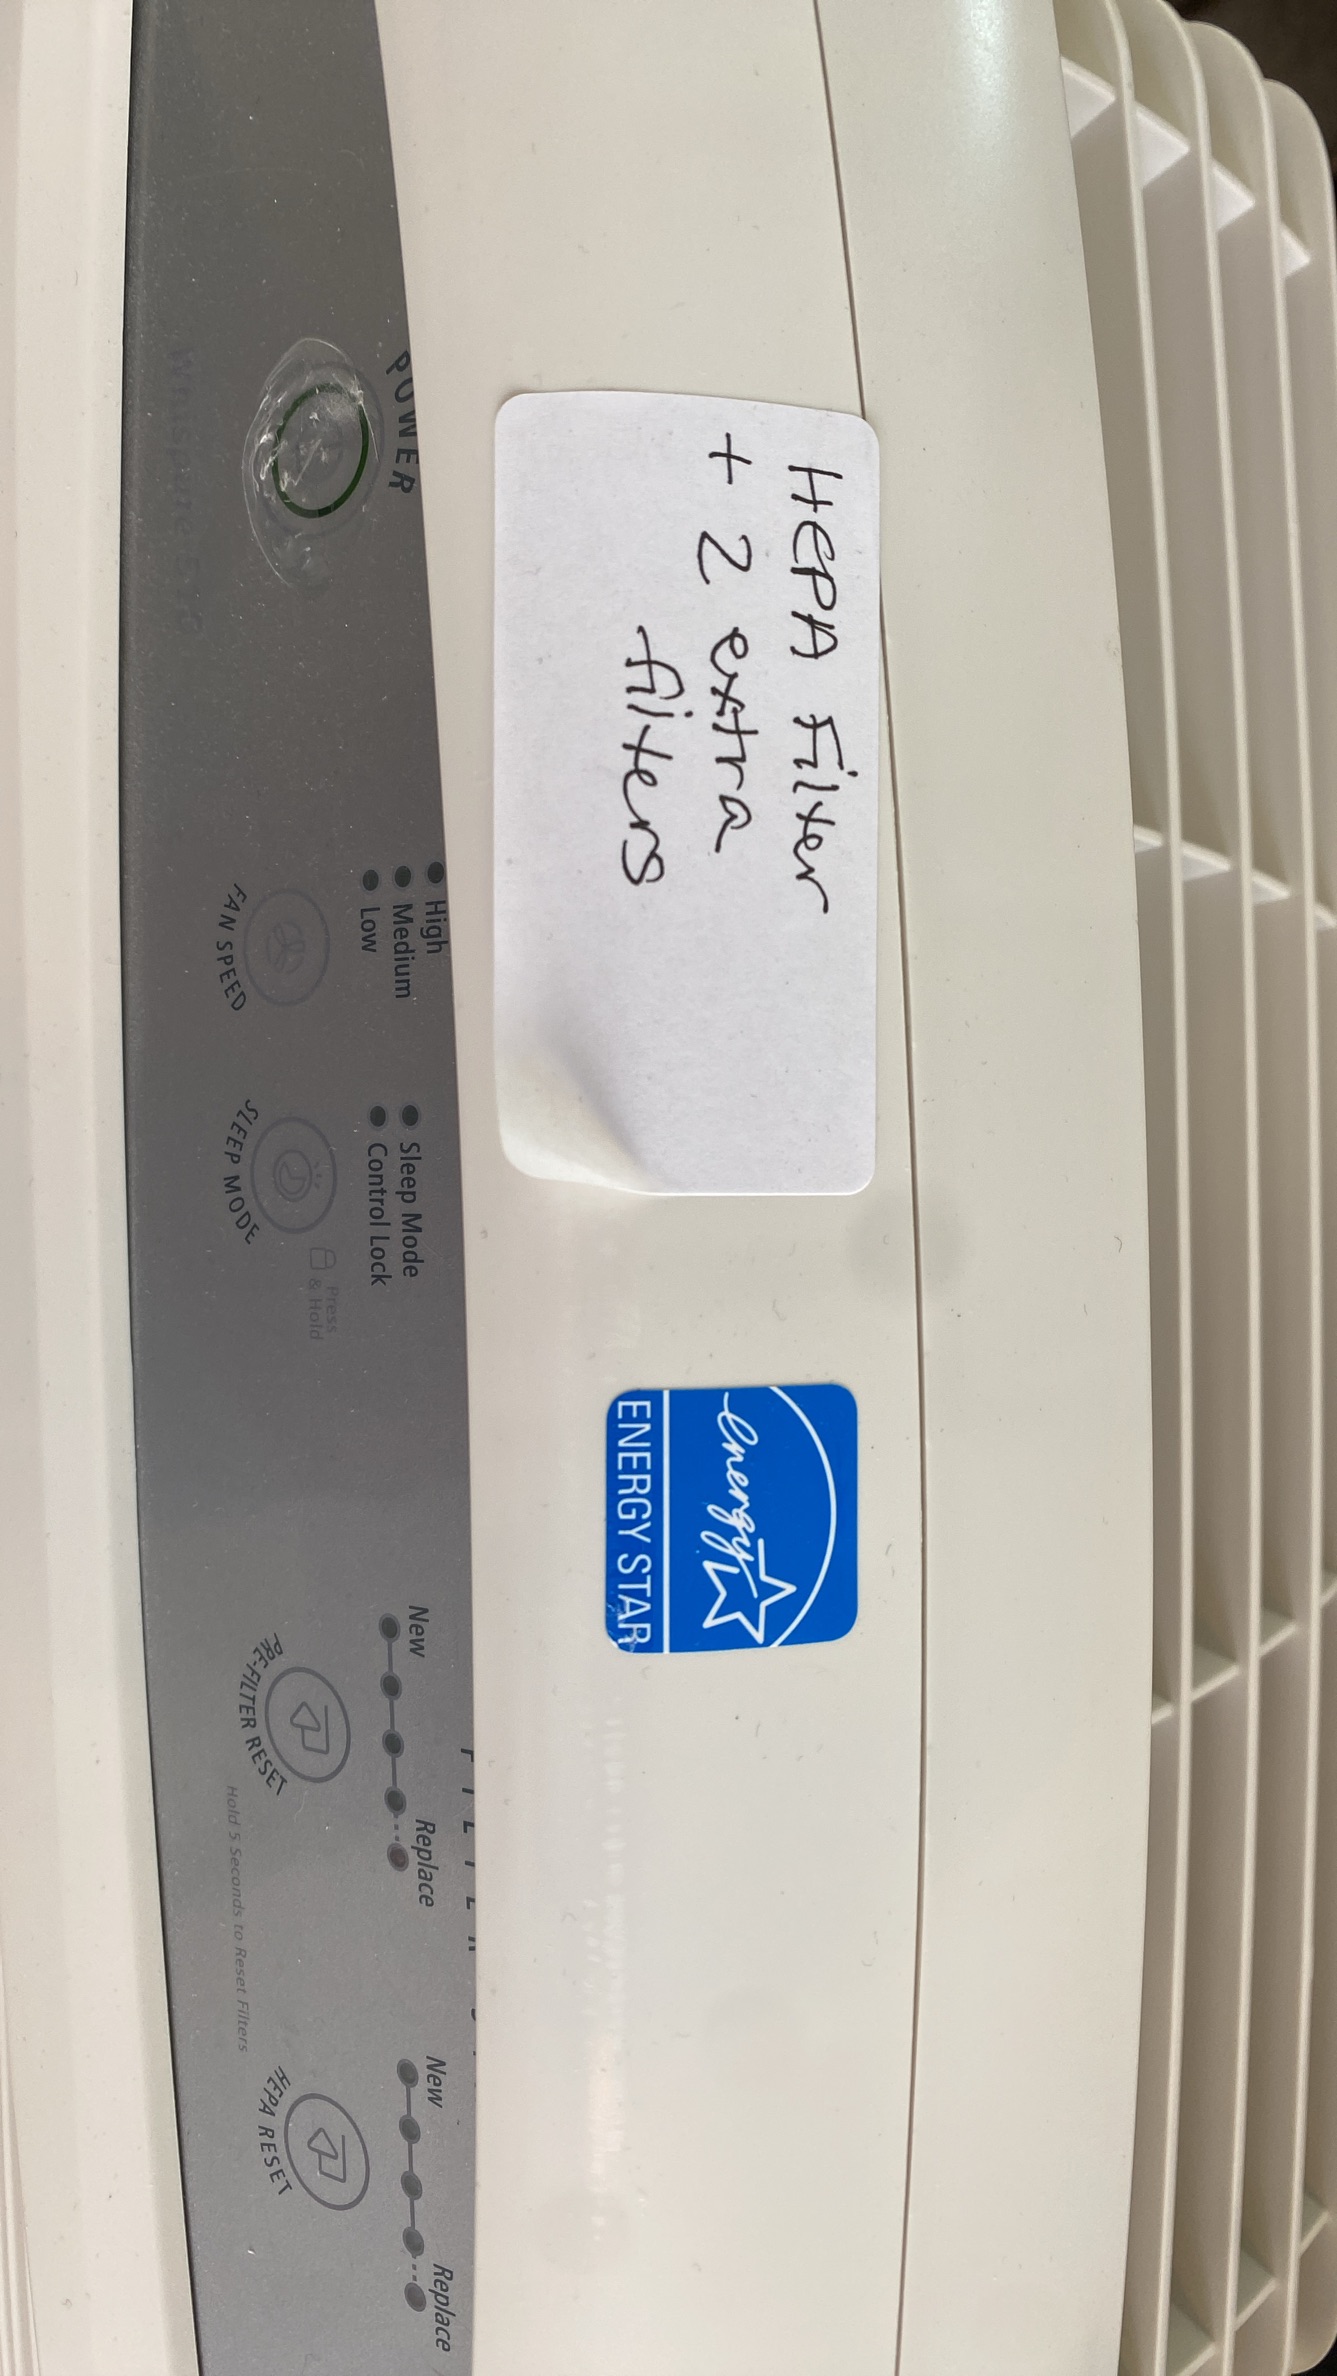 HEPA Filter
+ 2 extra
filters
energy
ENERGY STAR
POWER
High
Medium
Low
FAN SPEED
Sleep Mode
Control Lock
SLEEP MODE
Press
& Hold
New
Replace
PRE-FILTER RESET
Hold 5 Seconds to Reset Filters
New
Replace
HEPA RESET